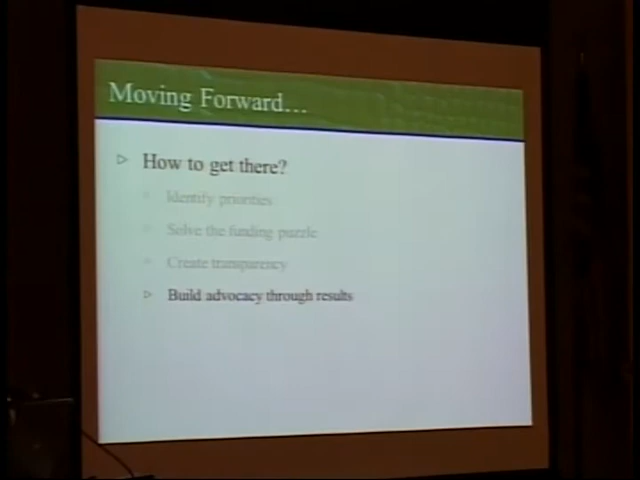 Moving Forward...
How to get there?
Identify priorities
Solve the funding puzzle
Create transparency
Build advocacy through results